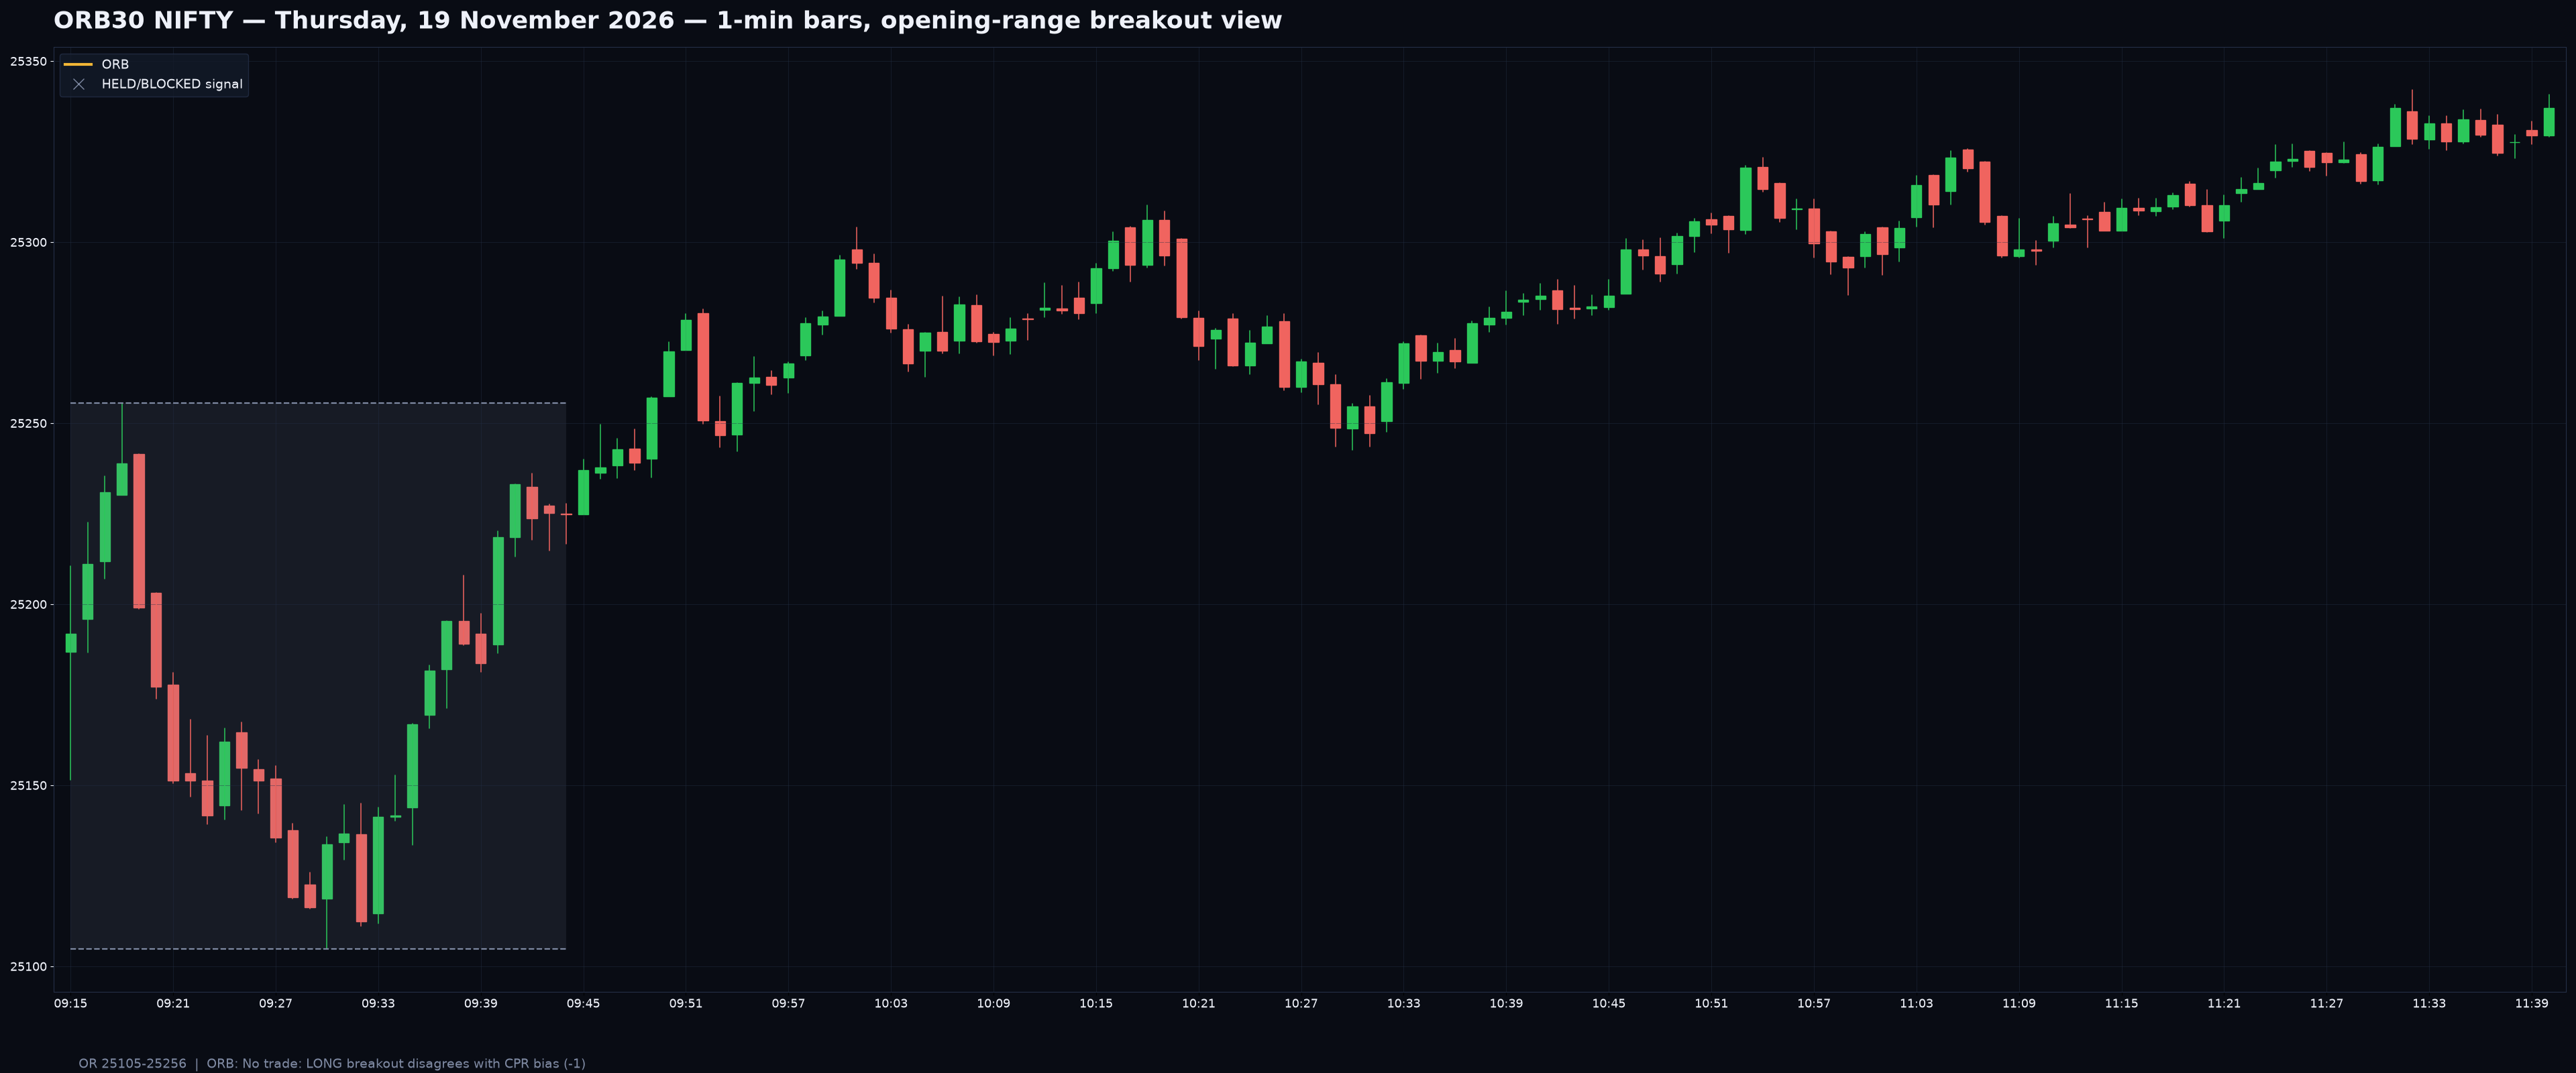 ORB30 NIFTY — Thursday, 19 November 2026 — 1-min bars, opening-range breakout view
ORB
HELD/BLOCKED signal
25350
25300
25250
25200
25150
25100
09:15 09:21 09:27 09:33 09:39 09:45 09:51 09:57 10:03 10:09 10:15 10:21 10:27 10:33 10:39 10:45 10:51 10:57 11:03 11:09 11:15 11:21 11:27 11:33 11:39
OR 25105-25256 | ORB: No trade: LONG breakout disagrees with CPR bias (-1)